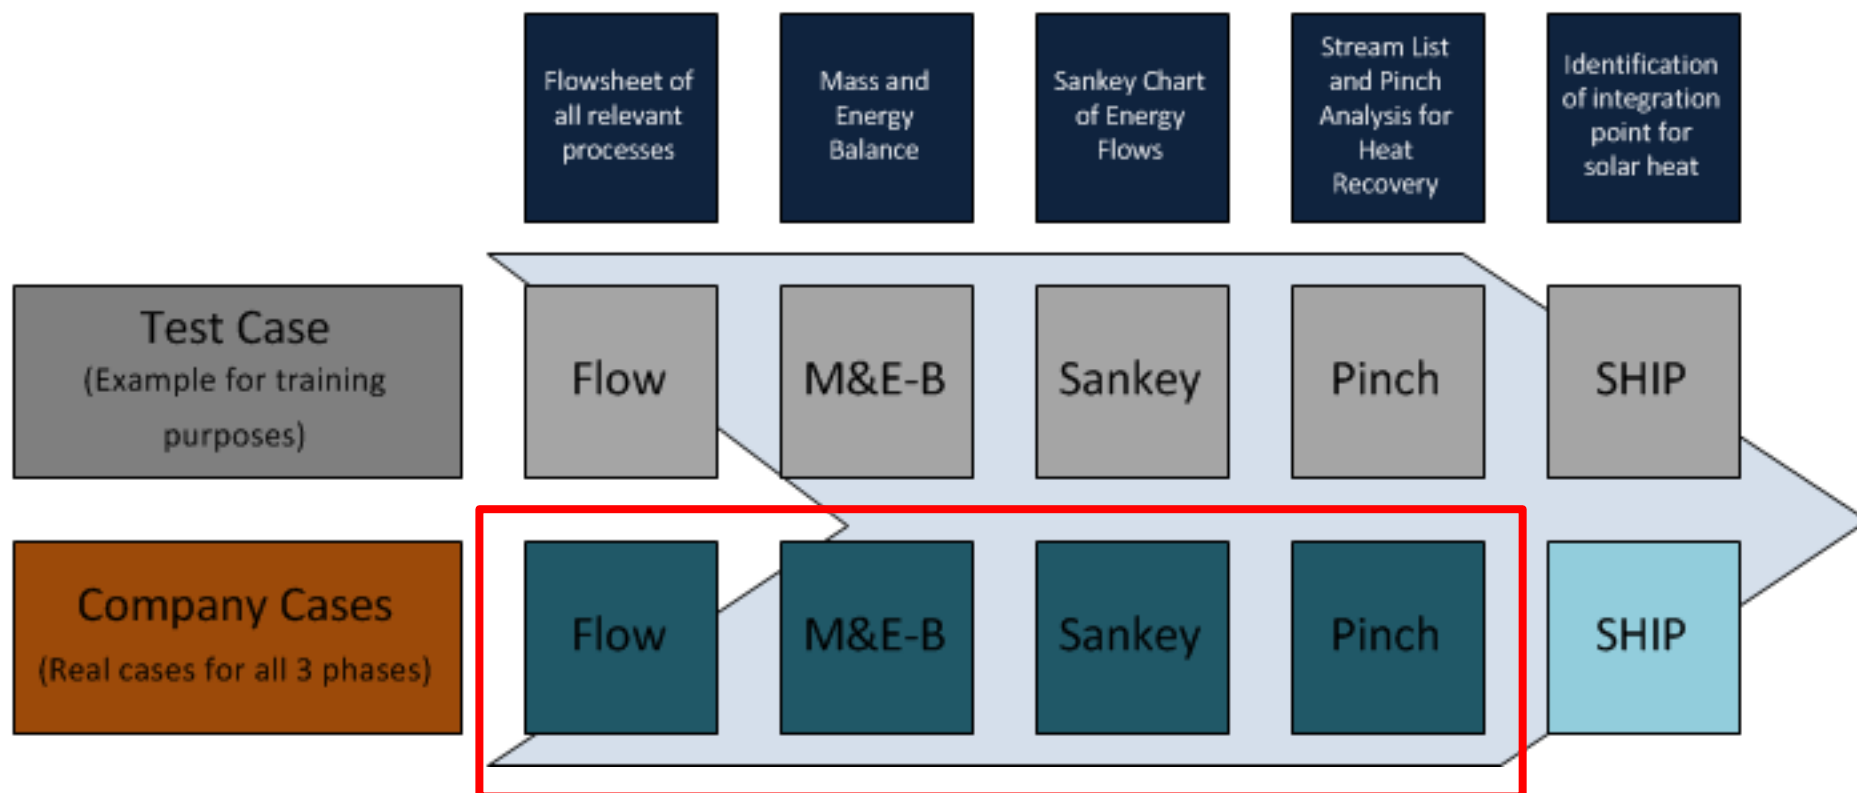 Flowsheet of
all relevant
processes
Mass and
Energy
Balance
Sankey Chart
of Energy
Flows
Stream List
and Pinch
Analysis for
Heat
Recovery
Identification
of integration
point for
solar heat
Test Case
(Example for training
purposes)
Flow
M&E-B
Sankey
Pinch
SHIP
Company Cases
(Real cases for all 3 phases)
Flow
M&E-B
Sankey
Pinch
SHIP